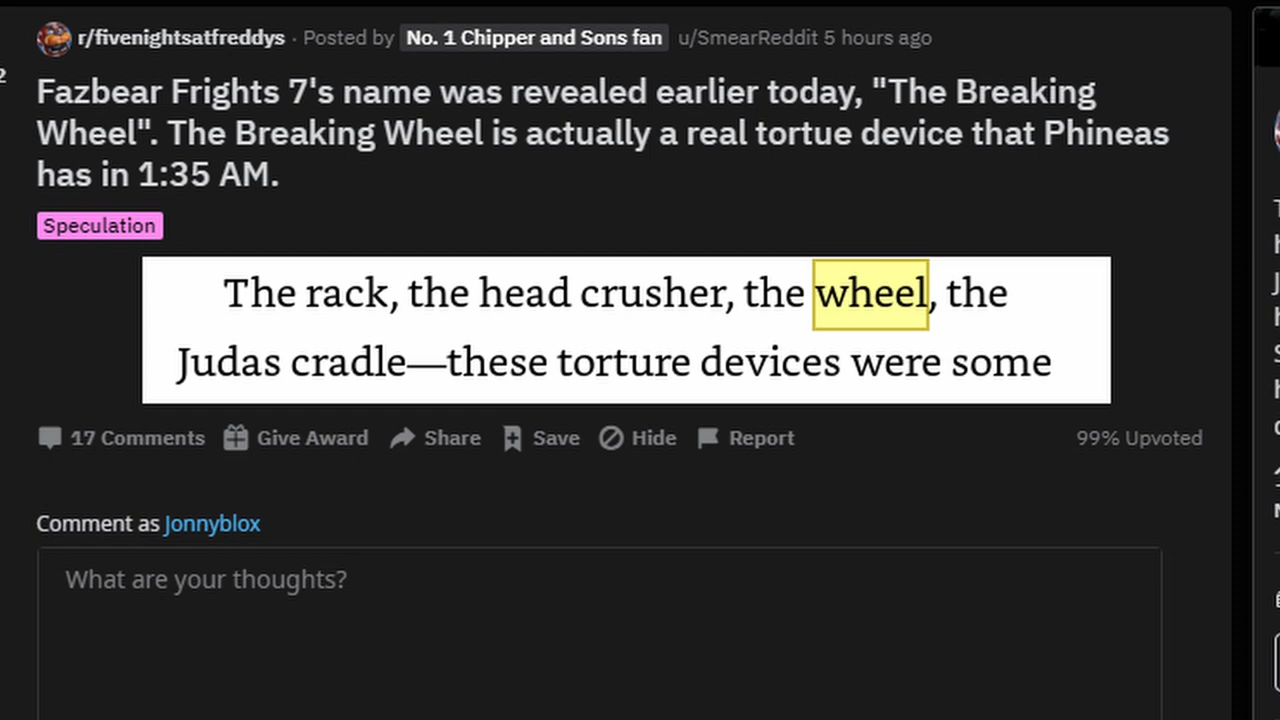 r/fivenightsatfreddys · Posted by No. 1 Chipper and Sons fan u/SmearReddit 5 hours ago
Fazbear Frights 7's name was revealed earlier today, "The Breaking
Wheel". The Breaking Wheel is actually a real tortue device that Phineas
has in 1:35 AM.
Speculation
The rack, the head crusher, the wheel, the
Judas cradle—these torture devices were some
17 Comments Give Award Share Save Hide Report 99% Upvoted
Comment as Jonnyblox
What are your thoughts?